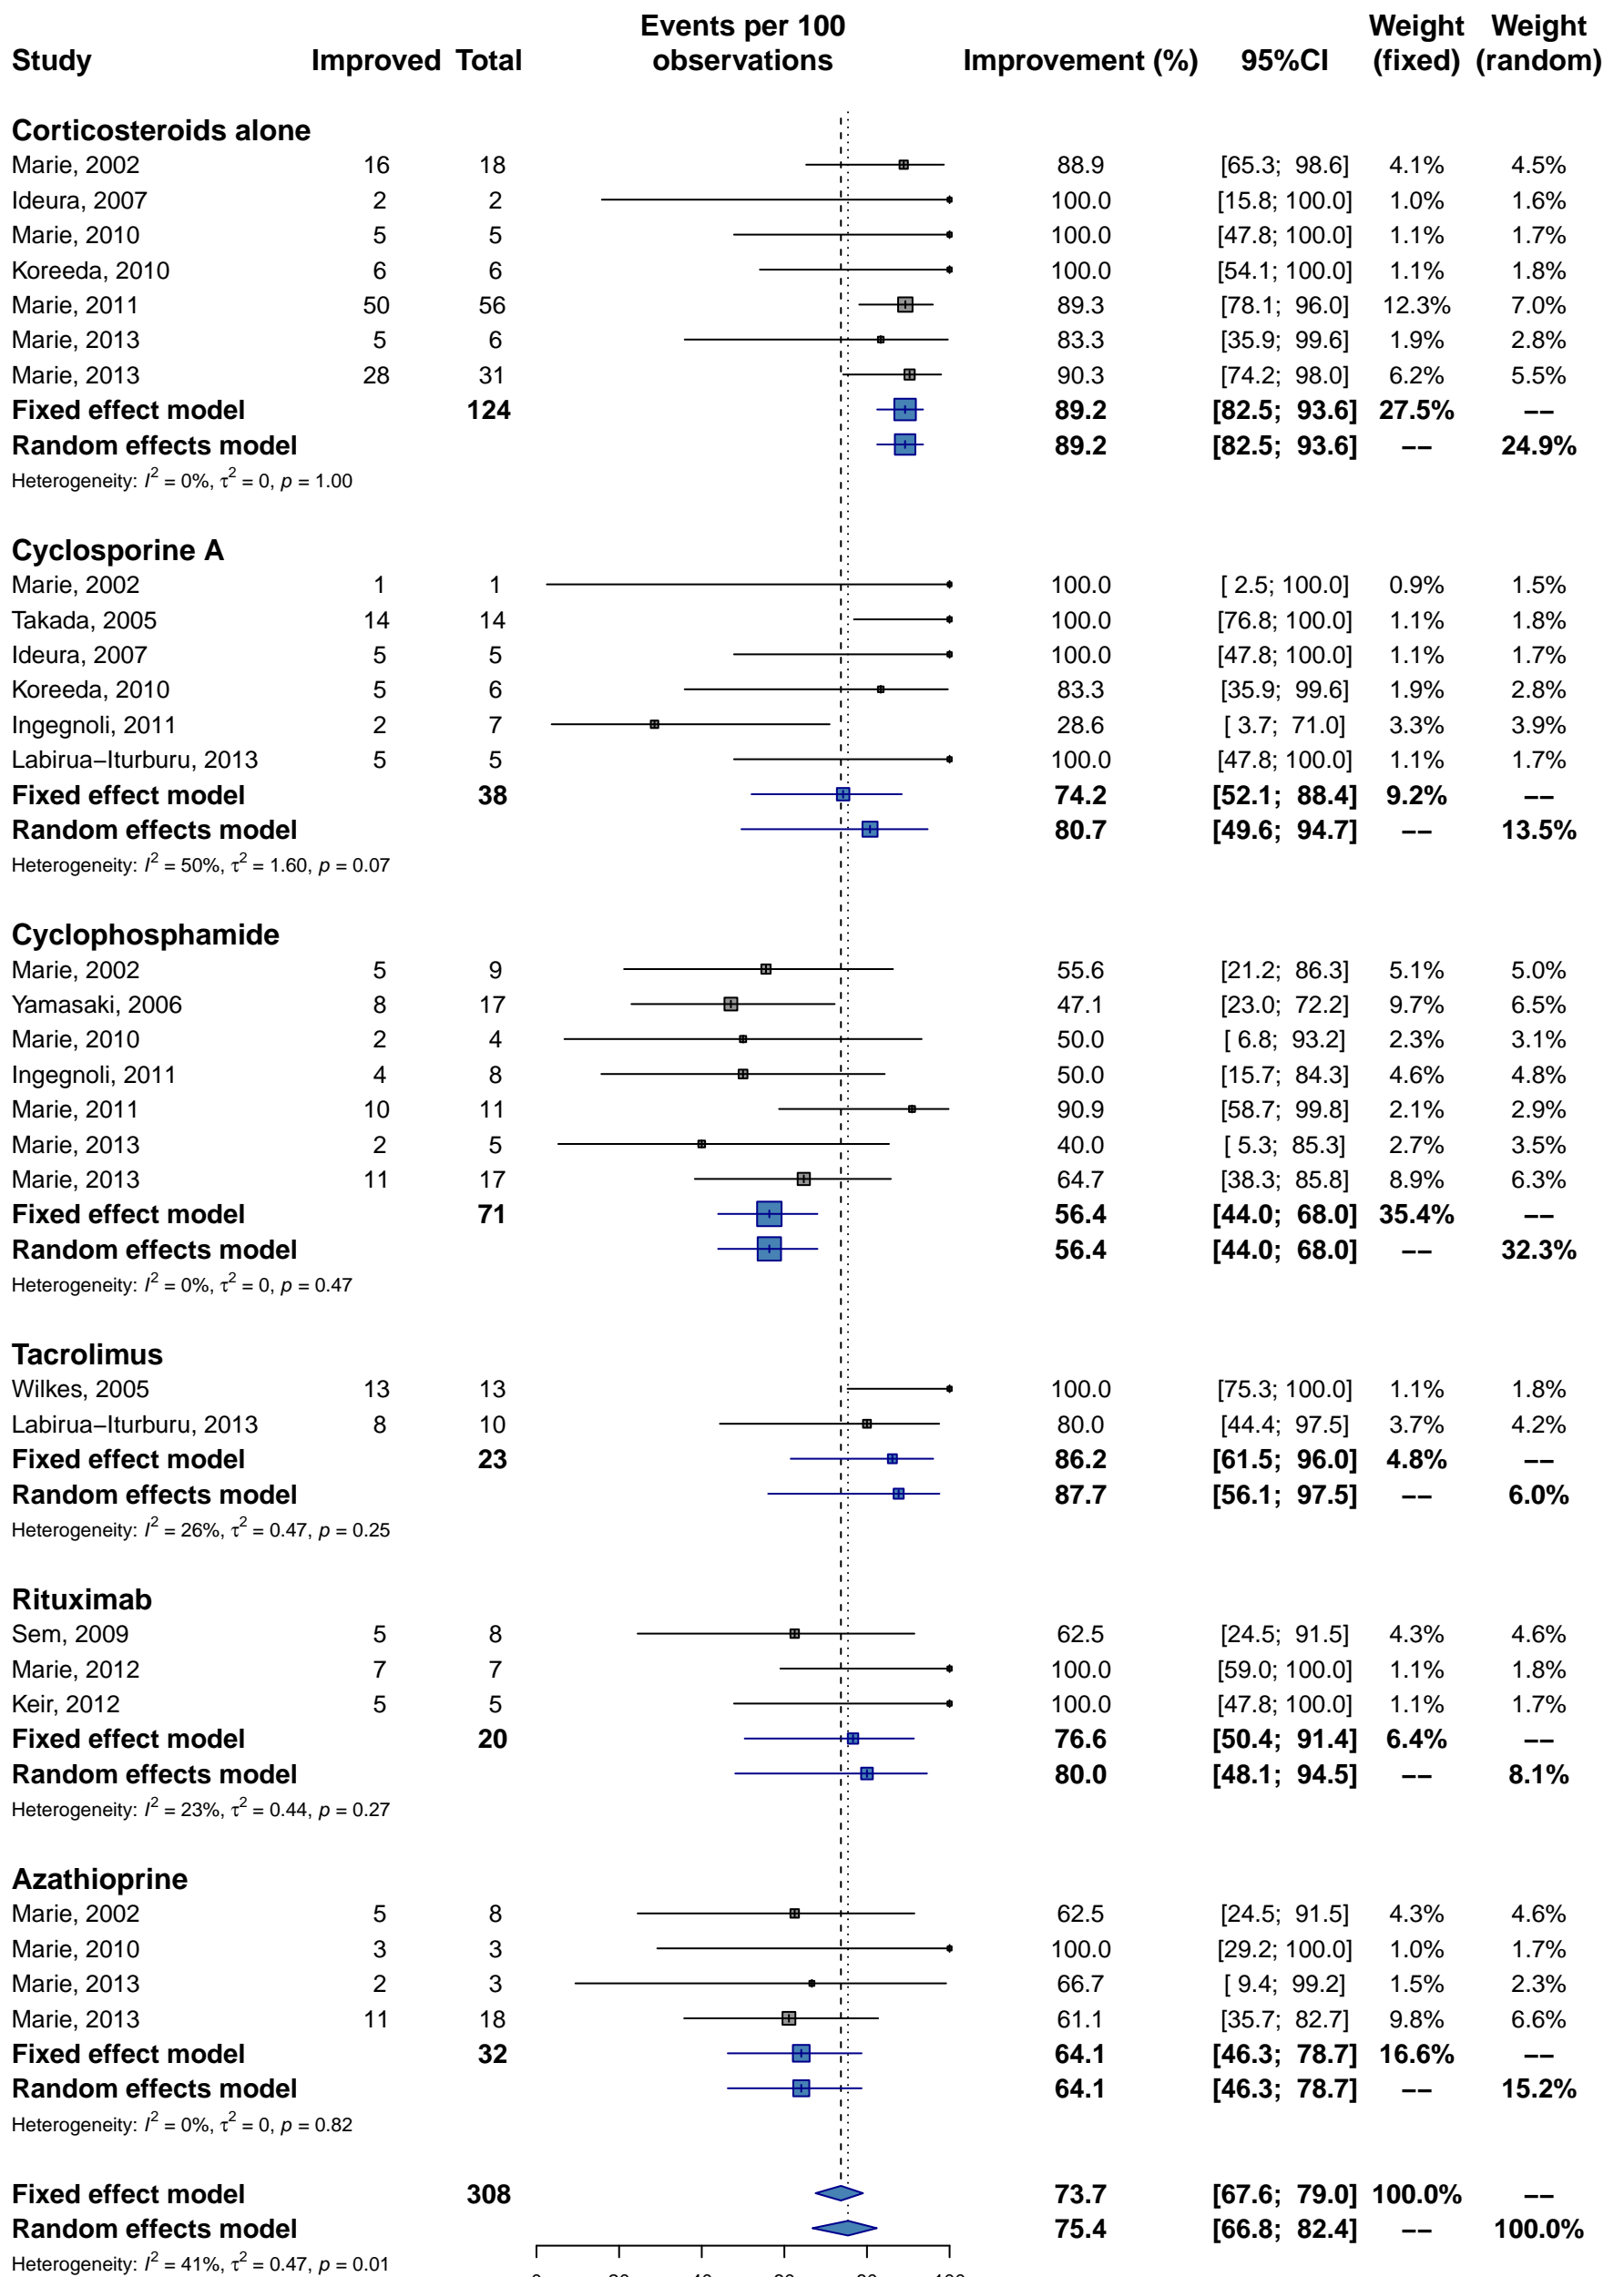 Events per 100 Weight Weight
Study Improved Total observations Improvement (%) 95%CI (fixed) (random)
Corticosteroids alone
Marie, 2002 16 18 88.9 [65.3; 98.6] 4.1% 4.5%
Ideura, 2007 2 2 100.0 [15.8; 100.0] 1.0% 1.6%
Marie, 2010 5 5 100.0 [47.8; 100.0] 1.1% 1.7%
Koreeda, 2010 6 6 100.0 [54.1; 100.0] 1.1% 1.8%
Marie, 2011 50 56 89.3 [78.1; 96.0] 12.3% 7.0%
Marie, 2013 5 6 83.3 [35.9; 99.6] 1.9% 2.8%
Marie, 2013 28 31 90.3 [74.2; 98.0] 6.2% 5.5%
Fixed effect model 124 89.2 [82.5; 93.6] 27.5% −−
Random effects model 89.2 [82.5; 93.6] −− 24.9%
Heterogeneity: I² = 0%, τ² = 0, p = 1.00
Cyclosporine A
Marie, 2002 1 1 100.0 [ 2.5; 100.0] 0.9% 1.5%
Takada, 2005 14 14 100.0 [76.8; 100.0] 1.1% 1.8%
Ideura, 2007 5 5 100.0 [47.8; 100.0] 1.1% 1.7%
Koreeda, 2010 5 6 83.3 [35.9; 99.6] 1.9% 2.8%
Ingegnoli, 2011 2 7 28.6 [ 3.7; 71.0] 3.3% 3.9%
Labirua−Iturburu, 2013 5 5 100.0 [47.8; 100.0] 1.1% 1.7%
Fixed effect model 38 74.2 [52.1; 88.4] 9.2% −−
Random effects model 80.7 [49.6; 94.7] −− 13.5%
Heterogeneity: I² = 50%, τ² = 1.60, p = 0.07
Cyclophosphamide
Marie, 2002 5 9 55.6 [21.2; 86.3] 5.1% 5.0%
Yamasaki, 2006 8 17 47.1 [23.0; 72.2] 9.7% 6.5%
Marie, 2010 2 4 50.0 [ 6.8; 93.2] 2.3% 3.1%
Ingegnoli, 2011 4 8 50.0 [15.7; 84.3] 4.6% 4.8%
Marie, 2011 10 11 90.9 [58.7; 99.8] 2.1% 2.9%
Marie, 2013 2 5 40.0 [ 5.3; 85.3] 2.7% 3.5%
Marie, 2013 11 17 64.7 [38.3; 85.8] 8.9% 6.3%
Fixed effect model 71 56.4 [44.0; 68.0] 35.4% −−
Random effects model 56.4 [44.0; 68.0] −− 32.3%
Heterogeneity: I² = 0%, τ² = 0, p = 0.47
Tacrolimus
Wilkes, 2005 13 13 100.0 [75.3; 100.0] 1.1% 1.8%
Labirua−Iturburu, 2013 8 10 80.0 [44.4; 97.5] 3.7% 4.2%
Fixed effect model 23 86.2 [61.5; 96.0] 4.8% −−
Random effects model 87.7 [56.1; 97.5] −− 6.0%
Heterogeneity: I² = 26%, τ² = 0.47, p = 0.25
Rituximab
Sem, 2009 5 8 62.5 [24.5; 91.5] 4.3% 4.6%
Marie, 2012 7 7 100.0 [59.0; 100.0] 1.1% 1.8%
Keir, 2012 5 5 100.0 [47.8; 100.0] 1.1% 1.7%
Fixed effect model 20 76.6 [50.4; 91.4] 6.4% −−
Random effects model 80.0 [48.1; 94.5] −− 8.1%
Heterogeneity: I² = 23%, τ² = 0.44, p = 0.27
Azathioprine
Marie, 2002 5 8 62.5 [24.5; 91.5] 4.3% 4.6%
Marie, 2010 3 3 100.0 [29.2; 100.0] 1.0% 1.7%
Marie, 2013 2 3 66.7 [ 9.4; 99.2] 1.5% 2.3%
Marie, 2013 11 18 61.1 [35.7; 82.7] 9.8% 6.6%
Fixed effect model 32 64.1 [46.3; 78.7] 16.6% −−
Random effects model 64.1 [46.3; 78.7] −− 15.2%
Heterogeneity: I² = 0%, τ² = 0, p = 0.82
Fixed effect model 308 73.7 [67.6; 79.0] 100.0% −−
Random effects model 75.4 [66.8; 82.4] −− 100.0%
Heterogeneity: I² = 41%, τ² = 0.47, p = 0.01